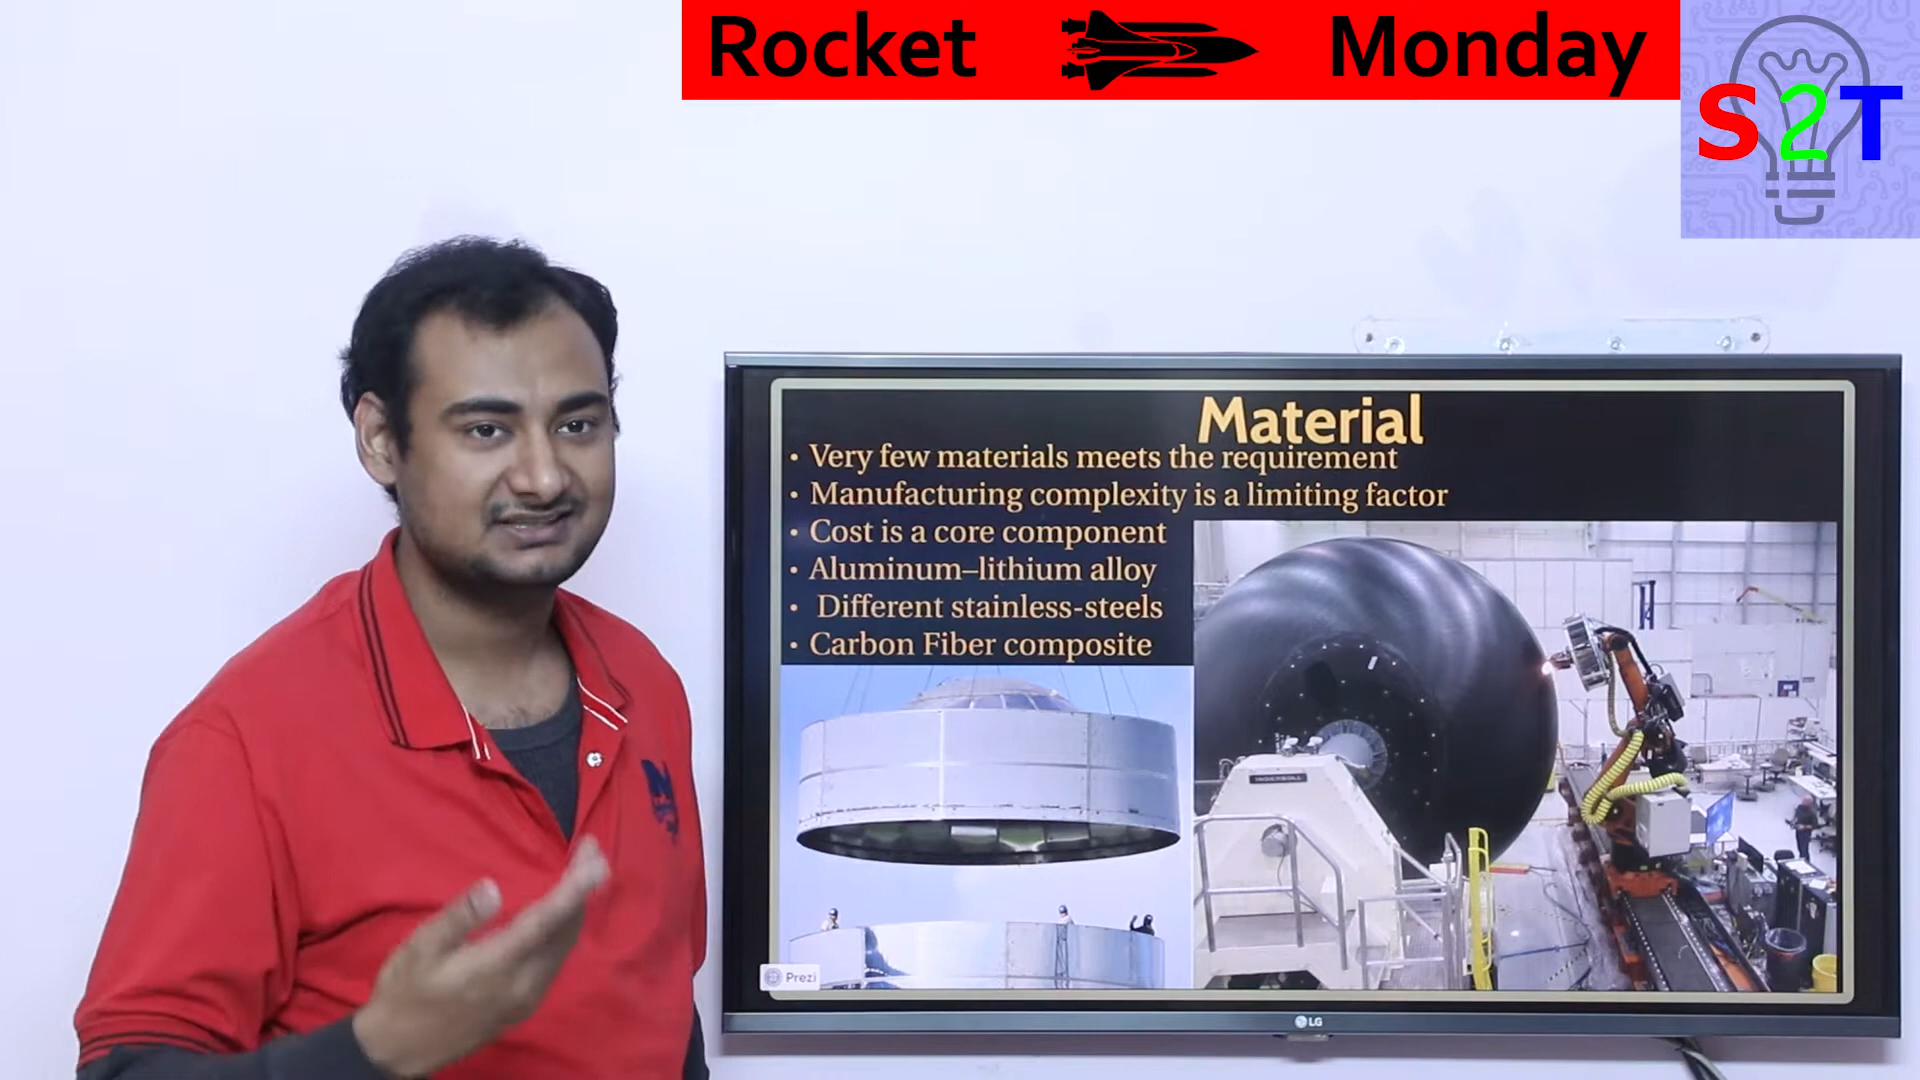 Rocket Monday
S2T
Material
• Very few materials meets the requirement
• Manufacturing complexity is a limiting factor
• Cost is a core component
• Aluminum–lithium alloy
• Different stainless-steels
• Carbon Fiber composite
INGERSOLL
Prezi
LG